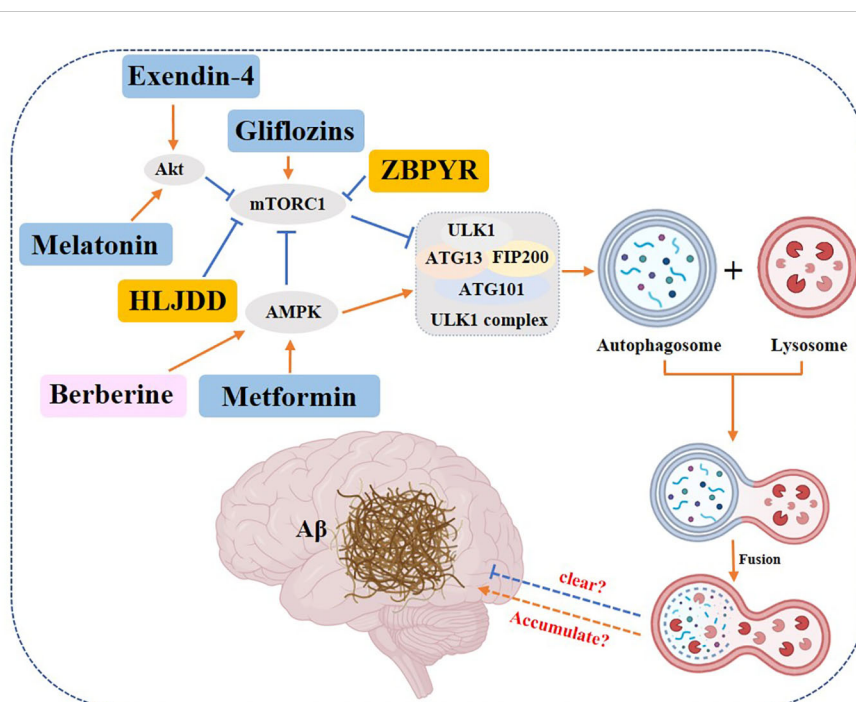 Exendin-4
Gliflozins
ZBPYR
Akt
mTORC1
Melatonin
HLJDD
AMPK
Berberine
Metformin
ULK1
ATG13
FIP200
ATG101
ULK1 complex
Autophagosome
+
Lysosome
Fusion
Aβ
clear?
Accumulate?